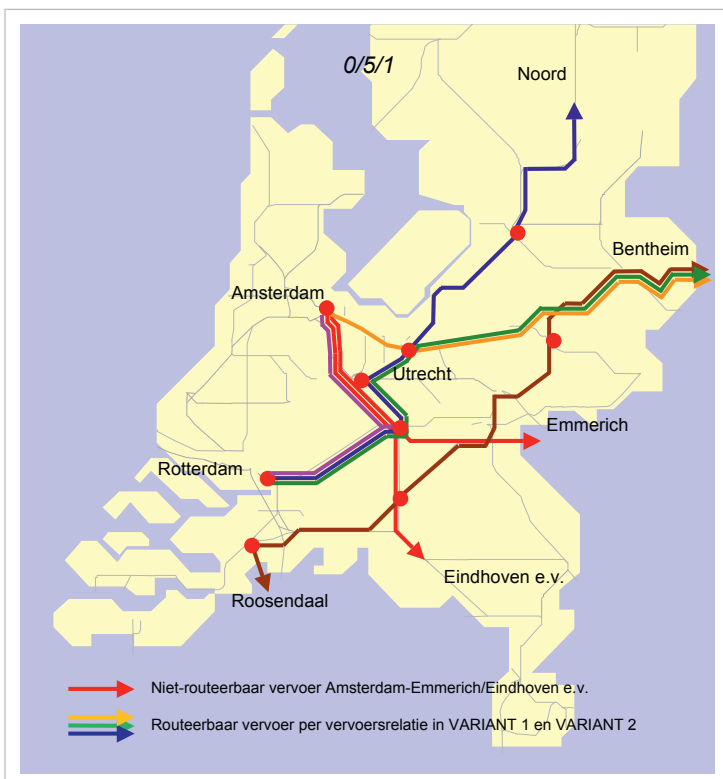 0/5/1
Noord
Bentheim
Amsterdam
Utrecht
Emmerich
Rotterdam
Eindhoven e.v.
Roosendaal
Niet-routeerbaar vervoer Amsterdam-Emmerich/Eindhoven e.v.
Routeerbaar vervoer per vervoersrelatie in VARIANT 1 en VARIANT 2